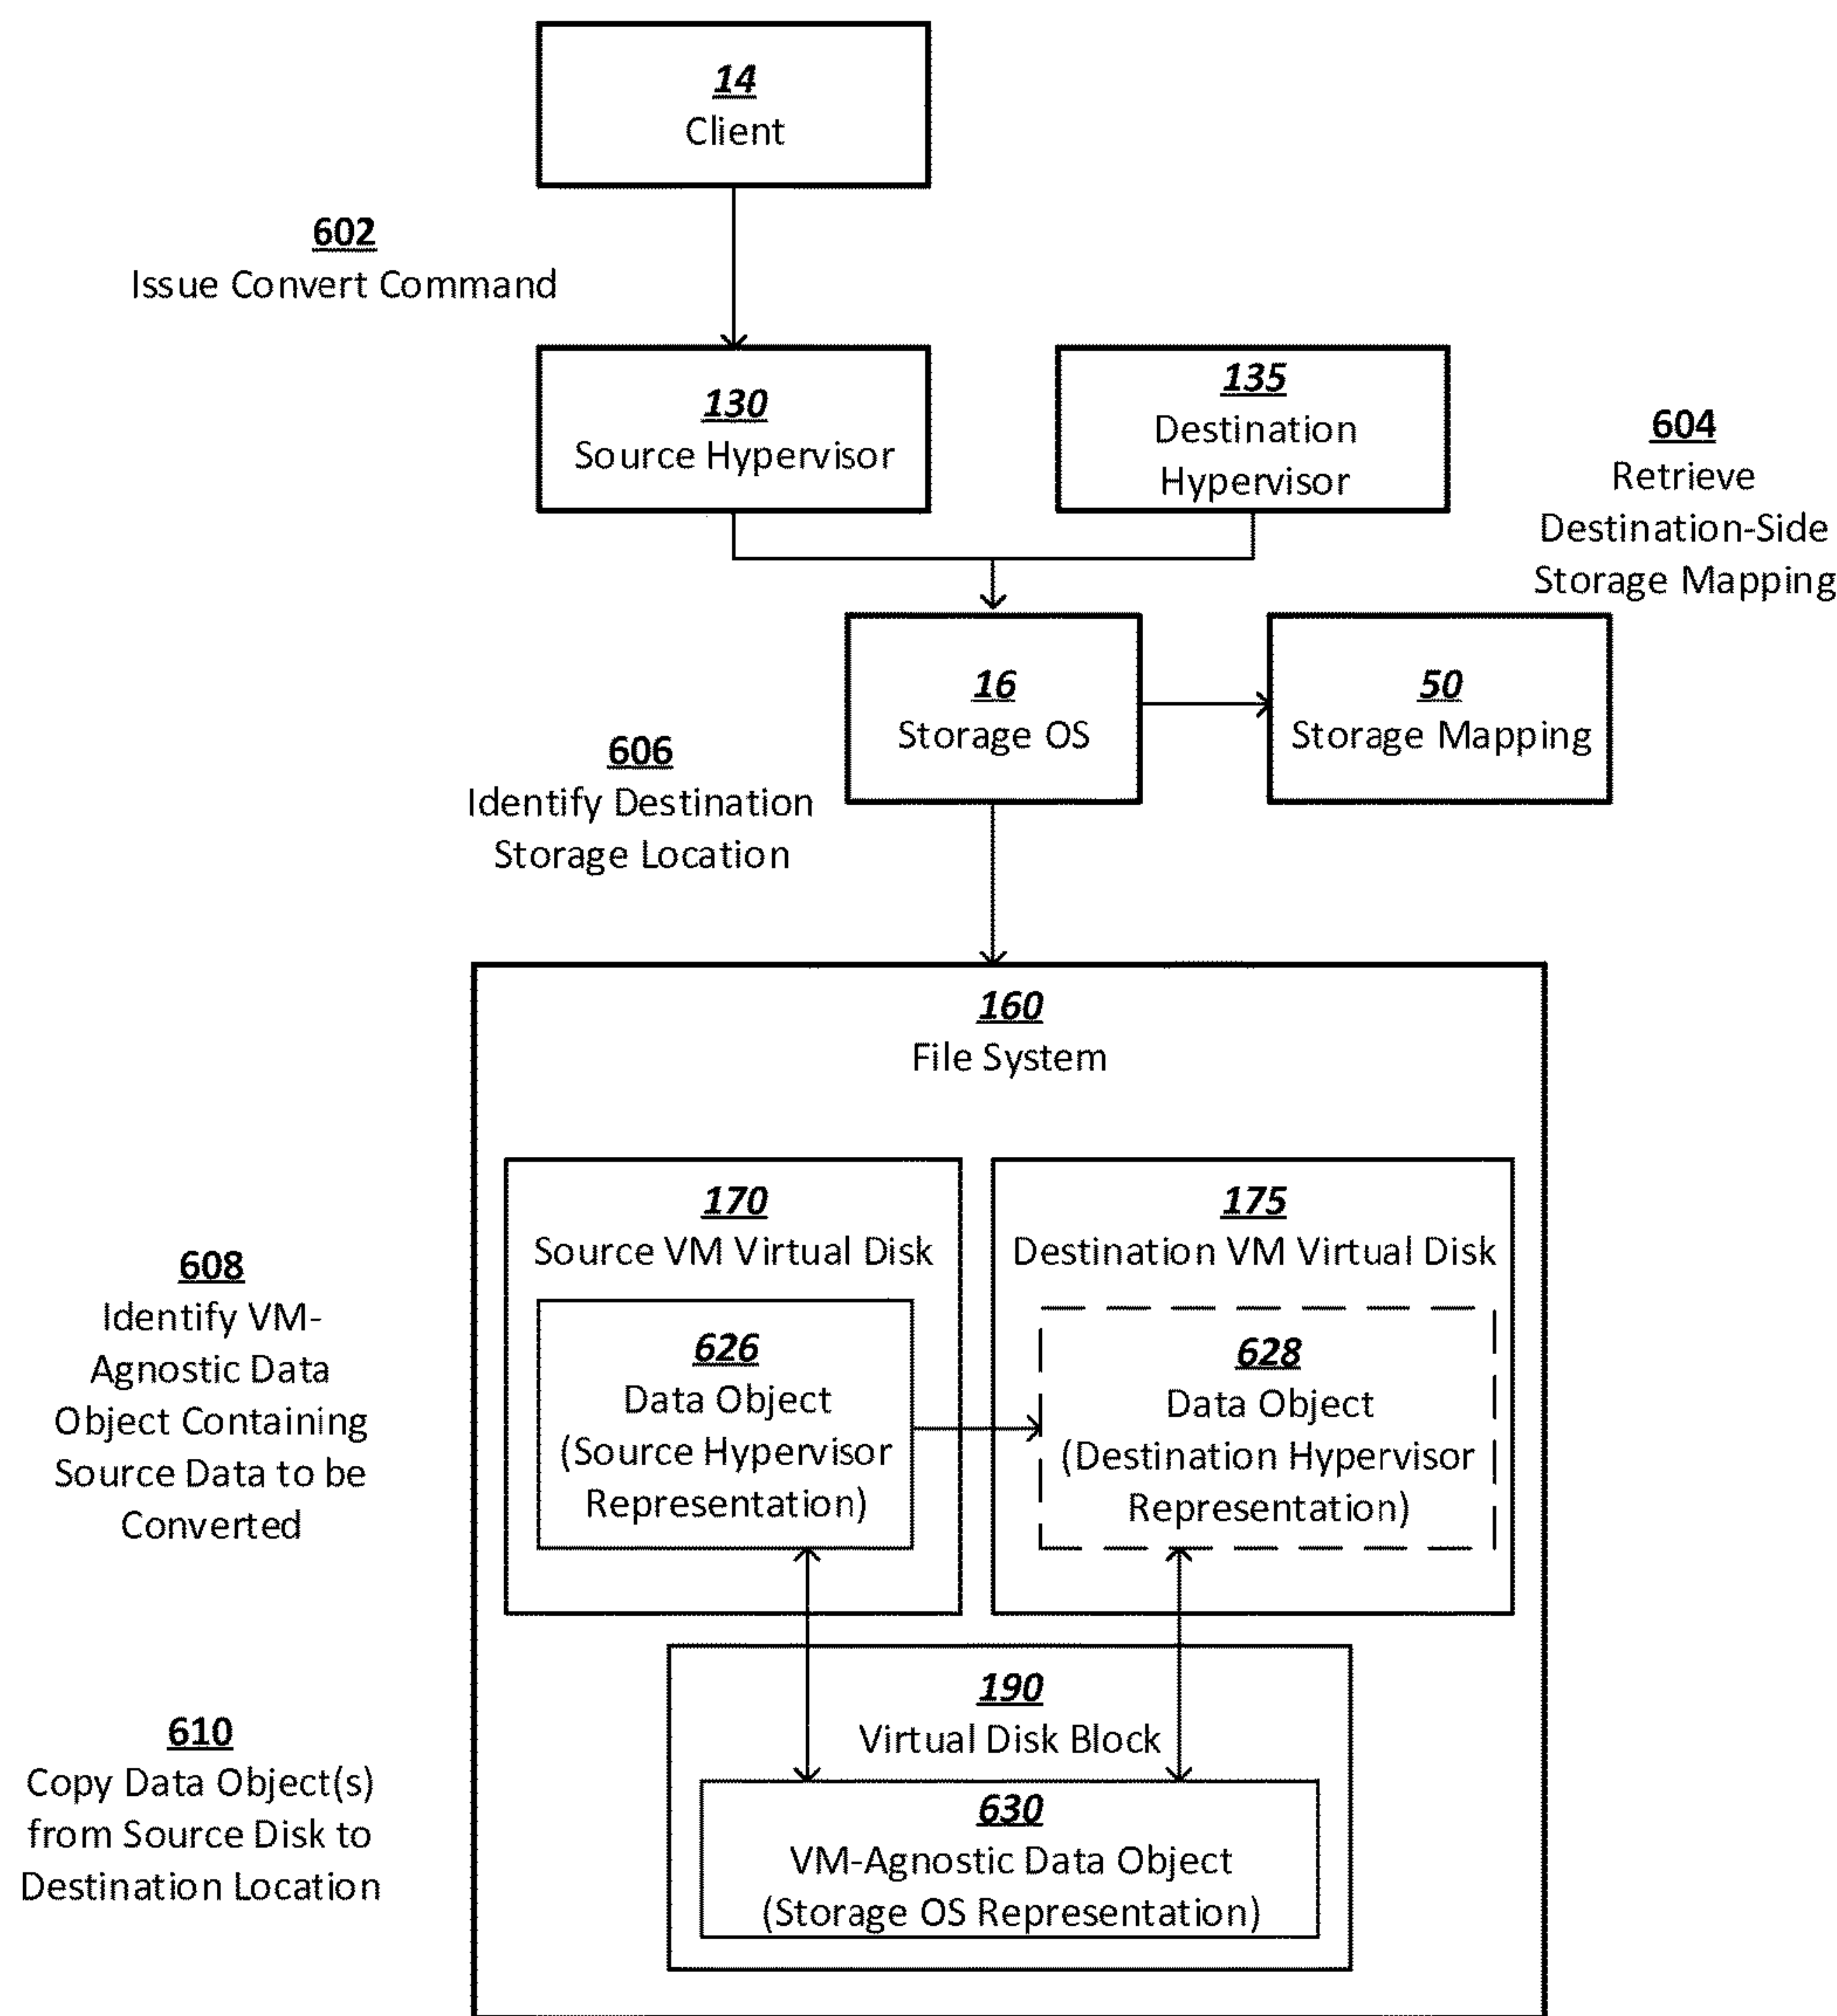 14
Client
602
Issue Convert Command
130
Source Hypervisor
135
Destination
Hypervisor
604
Retrieve
Destination-Side
Storage Mapping
16
Storage OS
50
Storage Mapping
606
Identify Destination
Storage Location
160
File System
170
Source VM Virtual Disk
175
Destination VM Virtual Disk
608
Identify VM-
Agnostic Data
Object Containing
Source Data to be
Converted
626
Data Object
(Source Hypervisor
Representation)
628
Data Object
(Destination Hypervisor
Representation)
190
Virtual Disk Block
610
Copy Data Object(s)
from Source Disk to
Destination Location
630
VM-Agnostic Data Object
(Storage OS Representation)